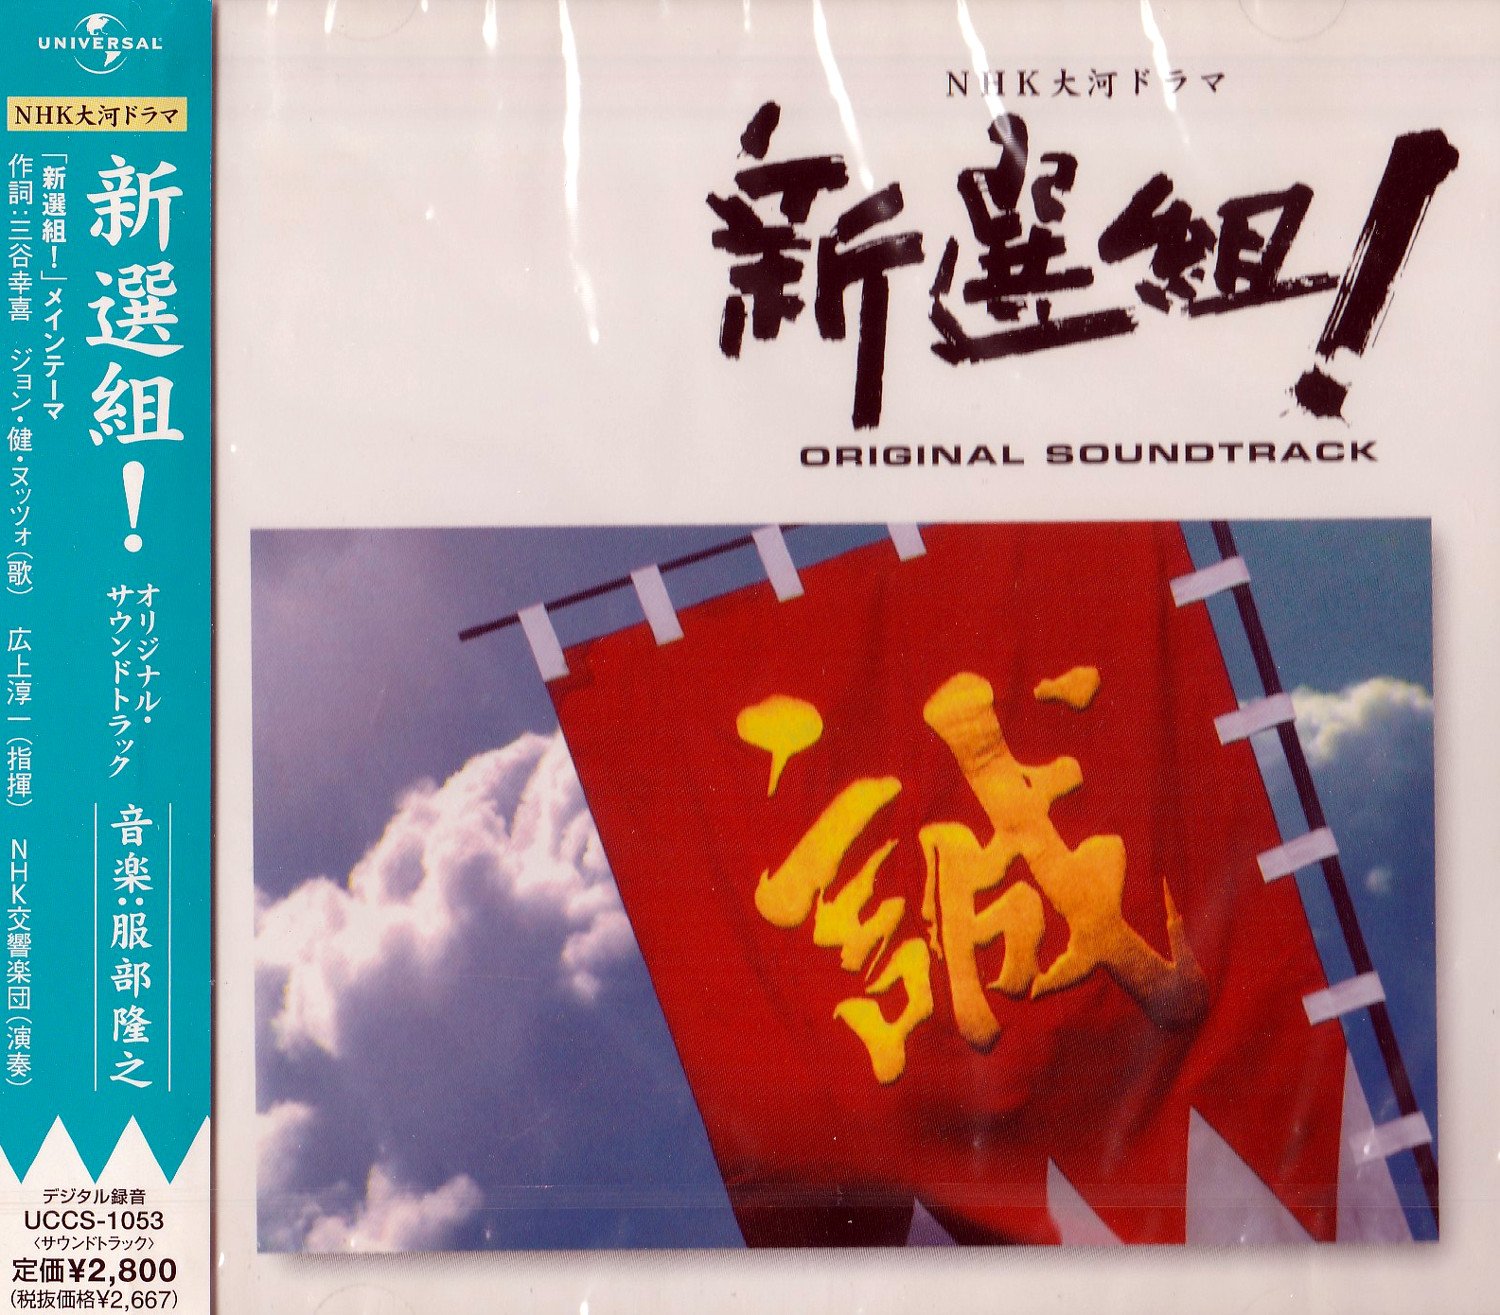 UNIVERSAL
NHK大河ドラマ
新選組!
オリジナル・
サウンドトラック
音楽:服部隆之
「新選組!」メインテーマ
作詞:三谷幸喜 ジョン・健・ヌッツォ(歌) 広上淳一(指揮) NHK交響楽団(演奏)
デジタル録音
UCCS-1053
〈サウンドトラック〉
定価¥2,800
(税抜価格¥2,667)
NHK大河ドラマ
新選組!
ORIGINAL SOUNDTRACK
誠